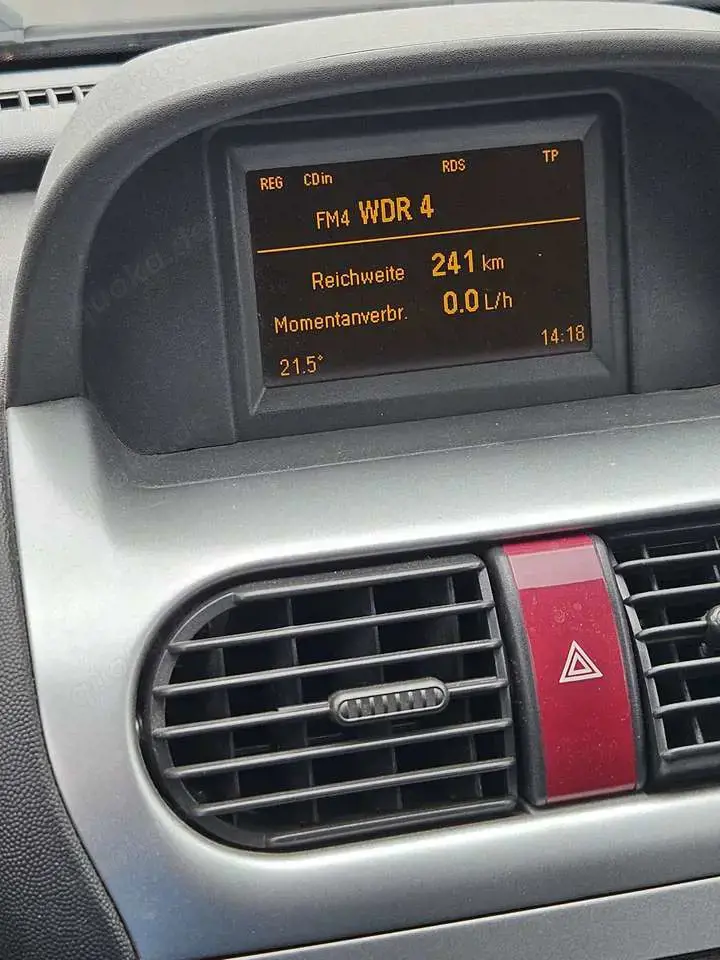 REG CDin RDS TP
FM4 WDR 4
Reichweite 241 km
Momentanverbr. 0.0 L/h
21.5° 14:18